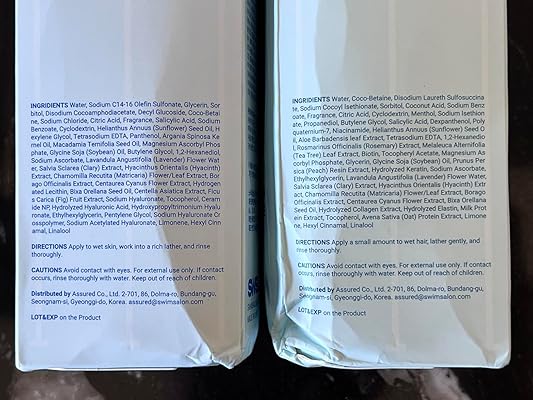 INGRIDIENTS Water, Sodium C14-16 Olefin Sulfonate, Glycerin, Sor-
bitol, Disodium Cocoamphodiacetate, Decyl Glucoside, Coco-Betai-
ne, Sodium Chloride, Citric Acid, Fragrance, Salicylic Acid, Sodium
Benzoate, Cyclodextrin, Helianthus Annuus (Sunflower) Seed Oil, H-
exylene Glycol, Tetrasodium EDTA, Panthenol, Argania Spinosa Ke-
rnel Oil, Macadamia Ternifolia Seed Oil, Magnesium Ascorbyl Phos-
phate, Glycine Soja (Soybean) Oil, Butylene Glycol, 1,2-Hexanediol,
Sodium Ascorbate, Lavandula Angustifolia (Lavender) Flower Wat-
er, Salvia Sclarea (Clary) Extract, Hyacinthus Orientalis (Hyacinth)
Extract, Chamomilla Recutita (Matricaria) Flower/Leaf Extract, Bor-
ago Officinalis Extract, Centaurea Cyanus Flower Extract, Hydrogen-
ated Lecithin, Bixa Orellana Seed Oil, Centella Asiatica Extract, Ficu-
s Carica (Fig) Fruit Extract, Sodium Hyaluronate, Tocopherol, Ceram-
ide NP, Hydrolyzed Hyaluronic Acid, Hydroxypropyltrimonium Hyalur-
onate, Ethylhexylglycerin, Pentylene Glycol, Sodium Hyaluronate Cr-
osspolymer, Sodium Acetylated Hyaluronate, Limonene, Hexyl Cinn-
amal, Linalool
DIRECTIONS Apply to wet skin, work into a rich lather, and rinse
thoroughly.
CAUTIONS Avoid contact with eyes. For external use only. If contact
occurs, rinse thoroughly with water. Keep out of reach of children.
Distributed by Assured Co., Ltd. 2-701, 86, Dolma-ro, Bundang-gu,
Seongnam-si, Gyeonggi-do, Korea. assured@swimsalon.com
LOT&EXP on the Product
INGRIDIENTS Water, Coco-Betaine, Disodium Laureth Sulfosuccina-
te, Sodium Cocoyl Isethionate, Sorbitol, Coconut Acid, Sodium Benz-
oate, Fragrance, Citric Acid, Cyclodextrin, Menthol, Sodium Isethion-
ate, Propanediol, Butylene Glycol, Salicylic Acid, Dexpanthenol, Poly-
quaternium-7, Niacinamide, Helianthus Annuus (Sunflower) Seed O-
il, Aloe Barbadensis leaf Extract, Tetrasodium EDTA, 1,2-Hexanedio-
l, Rosmarinus Officinalis (Rosemary) Extract, Melaleuca Alternifolia
(Tea Tree) Leaf Extract, Biotin, Tocopheryl Acetate, Magnesium As-
corbyl Phosphate, Glycerin, Glycine Soja (Soybean) Oil, Prunus Per-
sica (Peach) Resin Extract, Hydrolyzed Keratin, Sodium Ascorbate,
Ethylhexylglycerin, Lavandula Angustifolia (Lavender) Flower Water,
Salvia Sclarea (Clary) Extract, Hyacinthus Orientalis (Hyacinth) Extr-
act, Chamomilla Recutita (Matricaria) Flower/Leaf Extract, Borago
Officinalis Extract, Centaurea Cyanus Flower Extract, Bixa Orellana
Seed Oil, Hydrolyzed Collagen Extract, Hydrolyzed Elastin, Milk Prot-
ein Extract, Tocopherol, Avena Sativa (Oat) Protein Extract, Limon-
ene, Hexyl Cinnamal, Linalool
DIRECTIONS Apply a small amount to wet hair, lather gently, and
rinse thoroughly.
CAUTIONS Avoid contact with eyes. For external use only. If contact
occurs, rinse thoroughly with water. Keep out of reach of children.
Distributed by Assured Co., Ltd. 2-701, 86, Dolma-ro, Bundang-gu,
Seongnam-si, Gyeonggi-do, Korea. assured@swimsalon.com
LOT&EXP on the Product